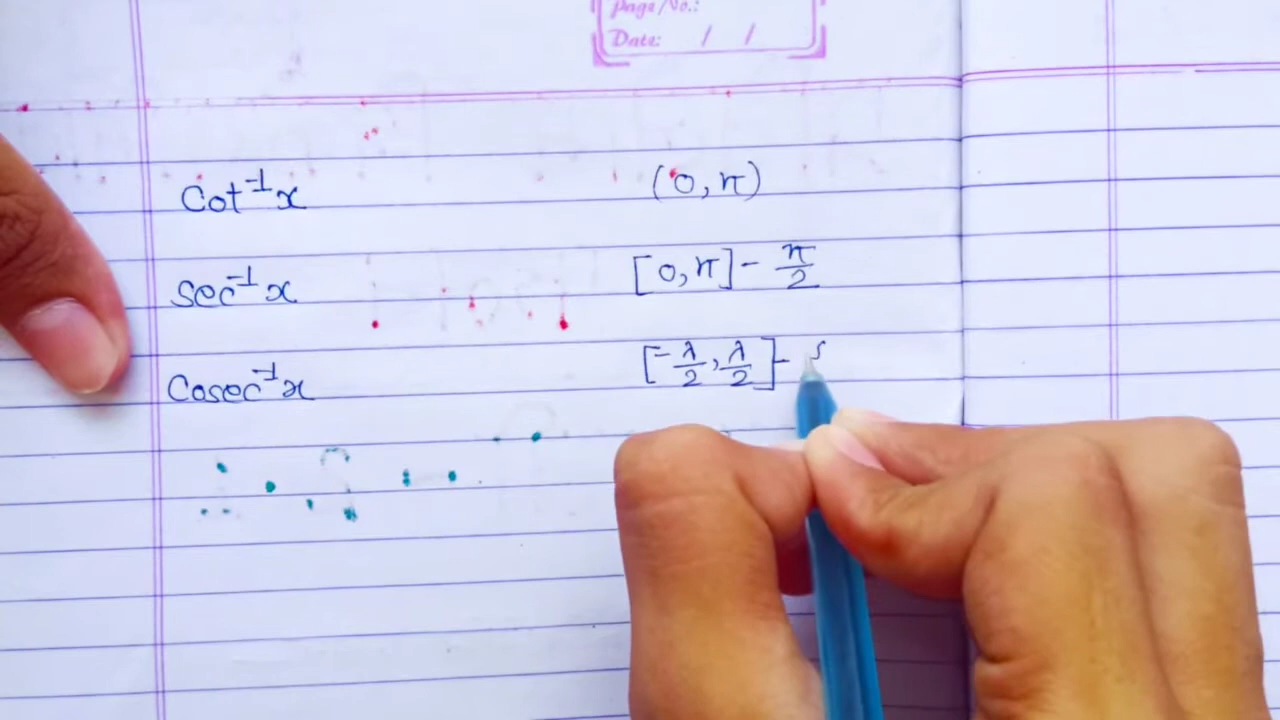 Page/No.:
Date: / /
Cot⁻¹x (0, π)
sec⁻¹x [0, π] - π/2
Cosec⁻¹x [-λ/2, λ/2] -